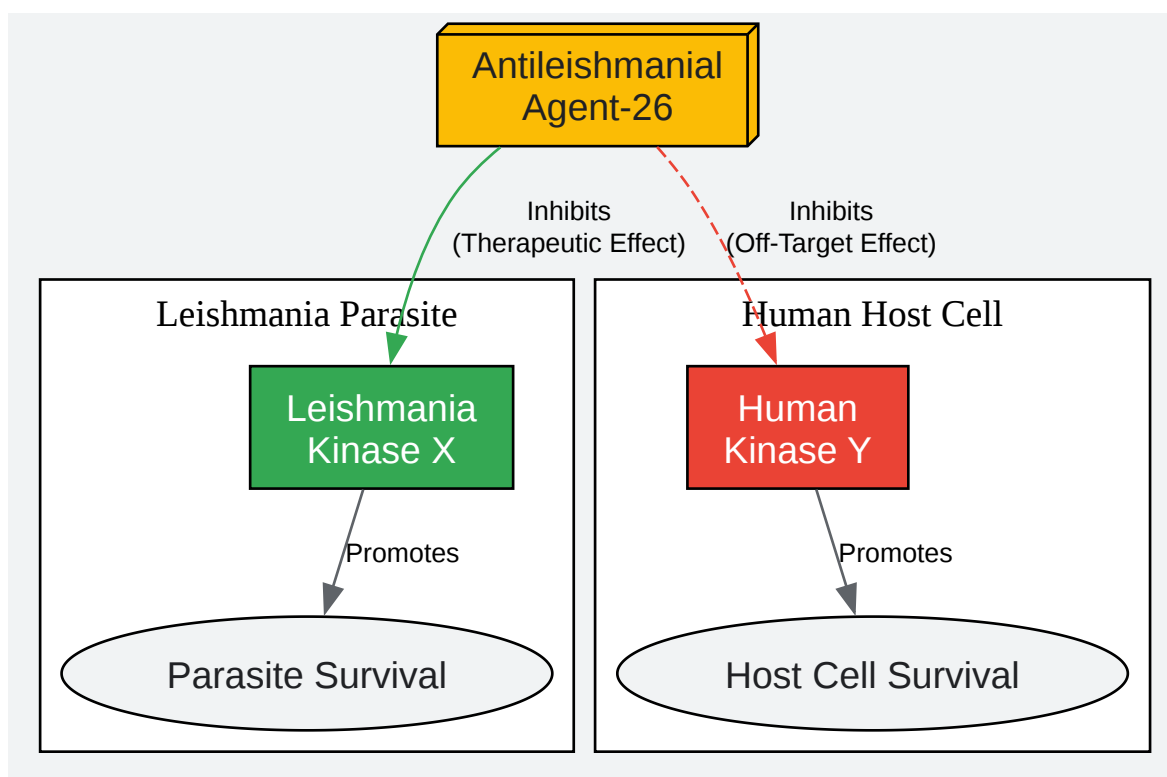 Antileishmanial
Agent-26
Inhibits
(Therapeutic Effect)
Inhibits
(Off-Target Effect)
Leishmania Parasite
Human Host Cell
Leishmania
Kinase X
Human
Kinase Y
Promotes
Promotes
Parasite Survival
Host Cell Survival